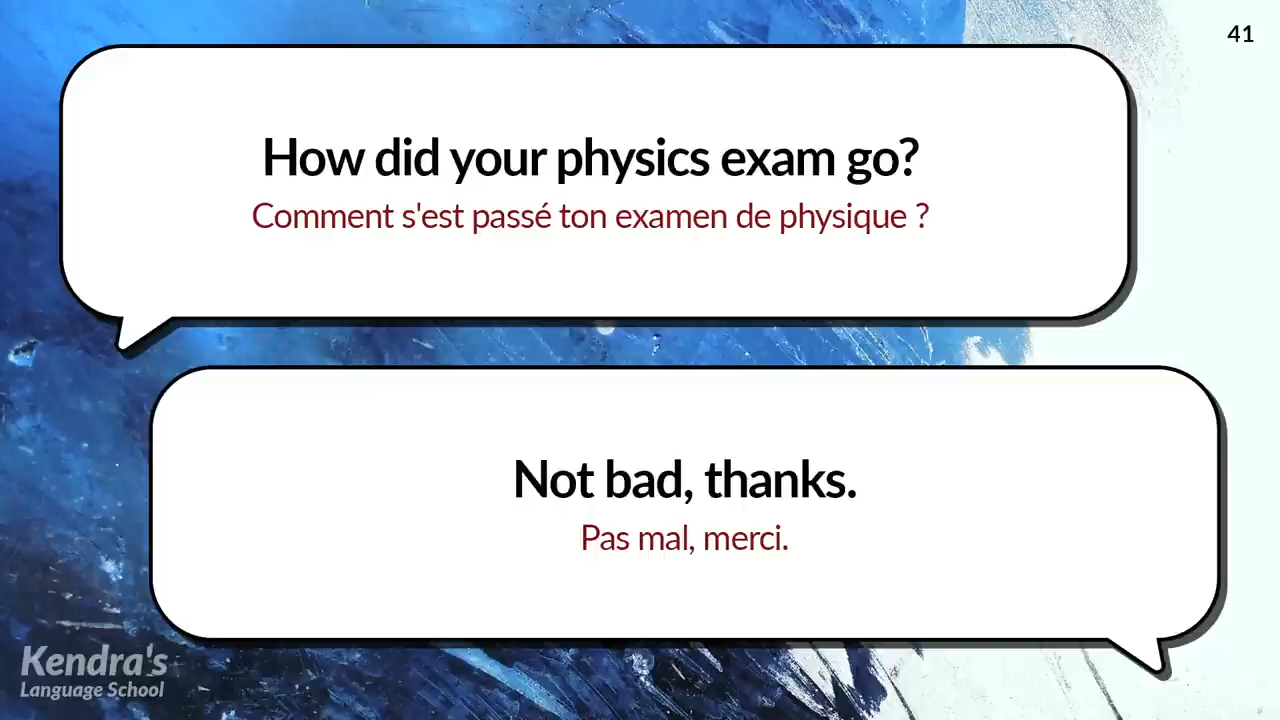 41
How did your physics exam go?
Comment s'est passé ton examen de physique ?
Not bad, thanks.
Pas mal, merci.
Kendra's
Language School